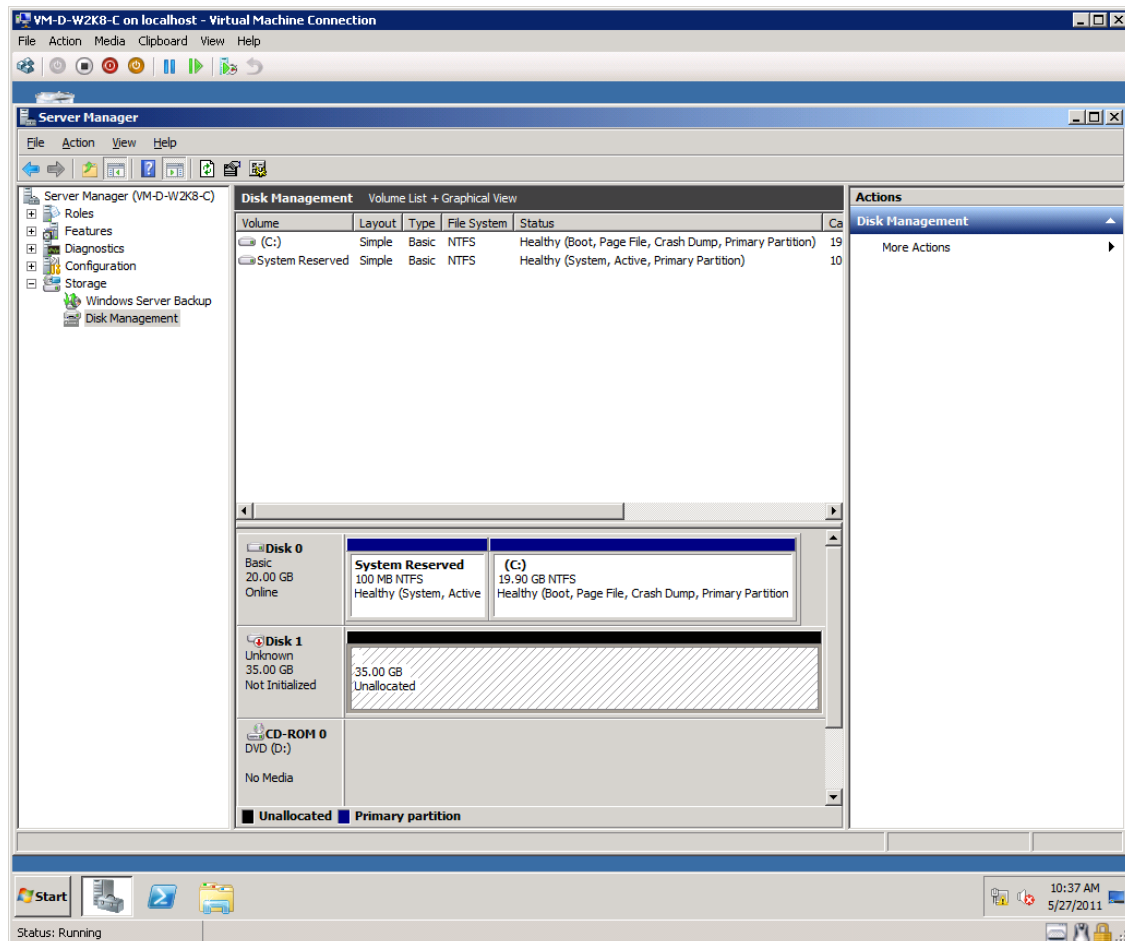 VM-D-W2K8-C on localhost - Virtual Machine Connection
File Action Media Clipboard View Help
Server Manager
File Action View Help
Server Manager (VM-D-W2K8-C)
Roles
Features
Diagnostics
Configuration
Storage
Windows Server Backup
Disk Management
Disk Management Volume List + Graphical View
Volume Layout Type File System Status Ca
(C:) Simple Basic NTFS Healthy (Boot, Page File, Crash Dump, Primary Partition) 19
System Reserved Simple Basic NTFS Healthy (System, Active, Primary Partition) 10
Disk 0
Basic
20.00 GB
Online
System Reserved
100 MB NTFS
Healthy (System, Active
(C:)
19.90 GB NTFS
Healthy (Boot, Page File, Crash Dump, Primary Partition
Disk 1
Unknown
35.00 GB
Not Initialized
35.00 GB
Unallocated
CD-ROM 0
DVD (D:)
No Media
Unallocated Primary partition
Actions
Disk Management
More Actions
Start
10:37 AM
5/27/2011
Status: Running